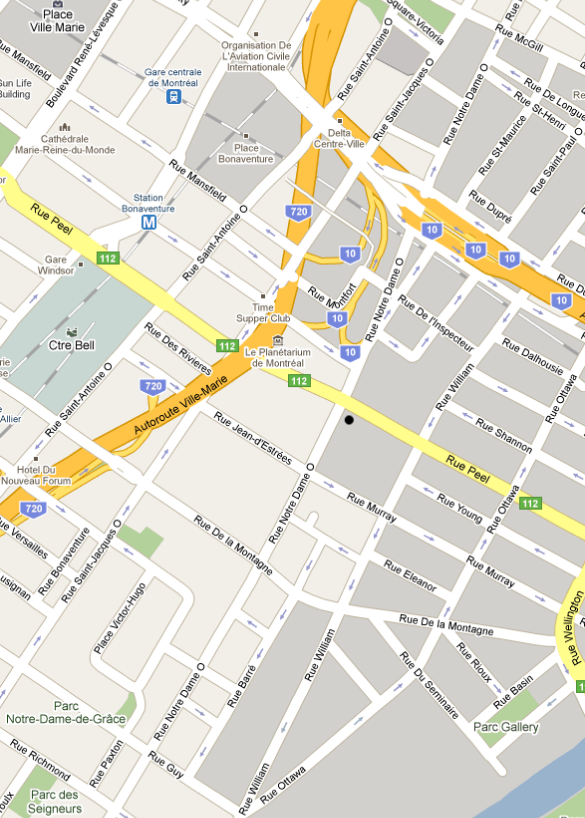 Place
Ville Marie
Square-Victoria
Boulevard René-Lévesque
Rue McGill
Rue Mansfield
Organisation De
L'Aviation Civile
Internationale
Rue Saint-Antoine
Rue Saint-Jacques
Rue Notre Dame
Sun Life
Building
Gare centrale
de Montréal
De Longue
Rue St-Henri
Rue St-Maurice
Rue Saint-Paul
Delta
Centre-Ville
Cathédrale
Marie-Reine-du-Monde
Place
Bonaventure
Rue Mansfield
Rue Dupré
Rue Peel
Station
Bonaventure
M
Rue Saint-Antoine
720
10
10
10
10
10
Gare
Windsor
112
Rue Montfort
Rue Notre Dame
Rue De l'Inspecteur
Time
Supper Club
10
Ctre Bell
Rue Des Rivières
112
Le Planétarium
de Montréal
10
Rue Dalhousie
Rue William
Rue Ottawa
Rue Saint-Antoine
720
Autoroute Ville-Marie
112
Allier
Rue Jean-d'Estrées
Rue Shannon
Hotel Du
Nouveau Forum
Rue Peel
720
Rue Notre Dame
Rue Murray
Rue Young
Rue Ottawa
112
Rue Versailles
Rue Bonaventure
Rue Saint-Jacques
Rue De la Montagne
Rue Eleanor
Rue Murray
Place Victor-Hugo
Rue De la Montagne
Rue Wellington
Rue Barré
Rue William
Rue Du Séminaire
Rue Rioux
Rue Basin
Parc
Notre-Dame-de-Grâce
Rue Notre Dame
Parc Gallery
Rue Richmond
Rue Paxton
Rue Guy
Rue William
Rue Ottawa
Parc des
Seigneurs